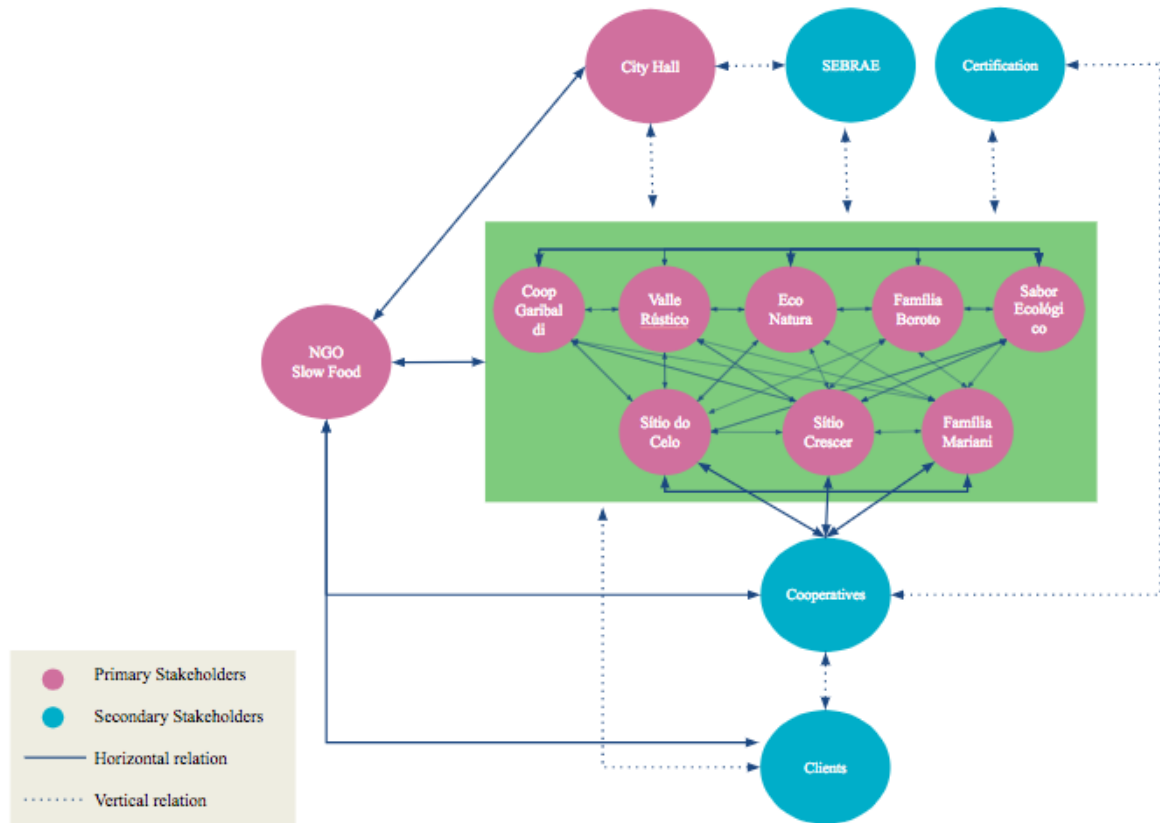 City Hall
SEBRAE
Certification
Coop
Garibal
di
Valle
Rústico
Eco
Natura
Família
Boroto
Sabor
Ecológi
co
NGO
Slow Food
Sítio do
Celo
Sítio
Crescer
Família
Mariani
Cooperatives
Clients
Primary Stakeholders
Secondary Stakeholders
Horizontal relation
Vertical relation